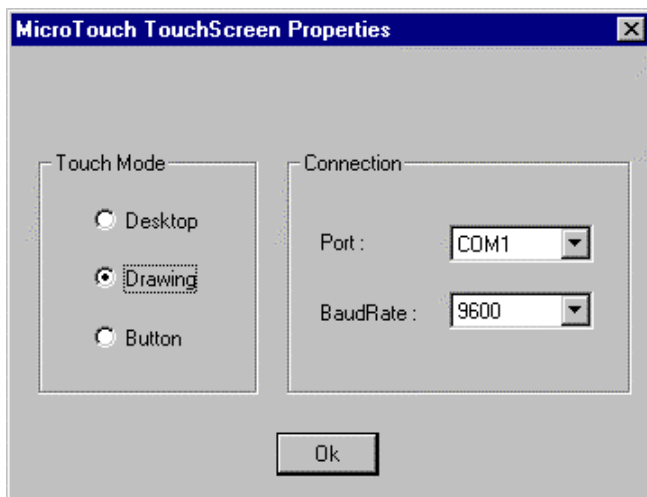 MicroTouch TouchScreen Properties
Touch Mode
Desktop
Drawing
Button
Connection
Port :
COM1
BaudRate :
9600
Ok